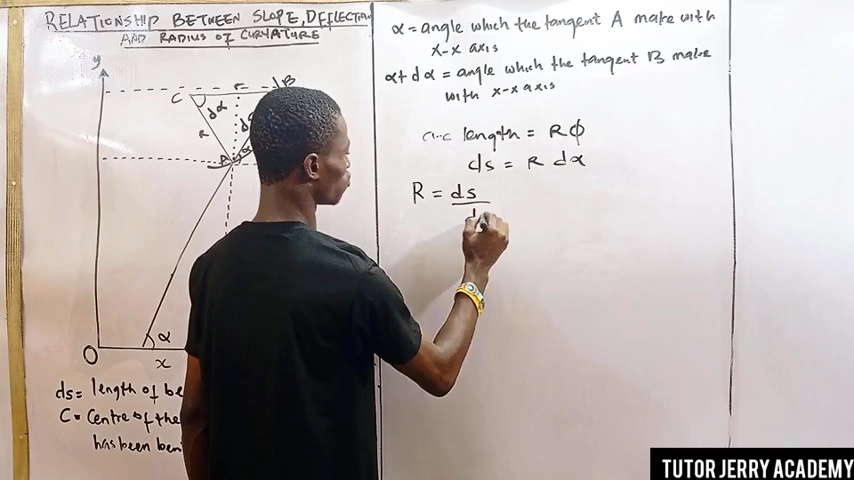 RELATIONSHIP BETWEEN SLOPE, DEFLECTION
AND RADIUS OF CURVATURE
y
C
r
B
dα
R
A
α
O
x
ds = length of be
C = Centre of the
has been ben
α = angle which the tangent A make with
x-x axis
α+dα = angle which the tangent B make
with x-x axis
arc length = Rϕ
ds = R dα
R = ds
TUTOR JERRY ACADEMY